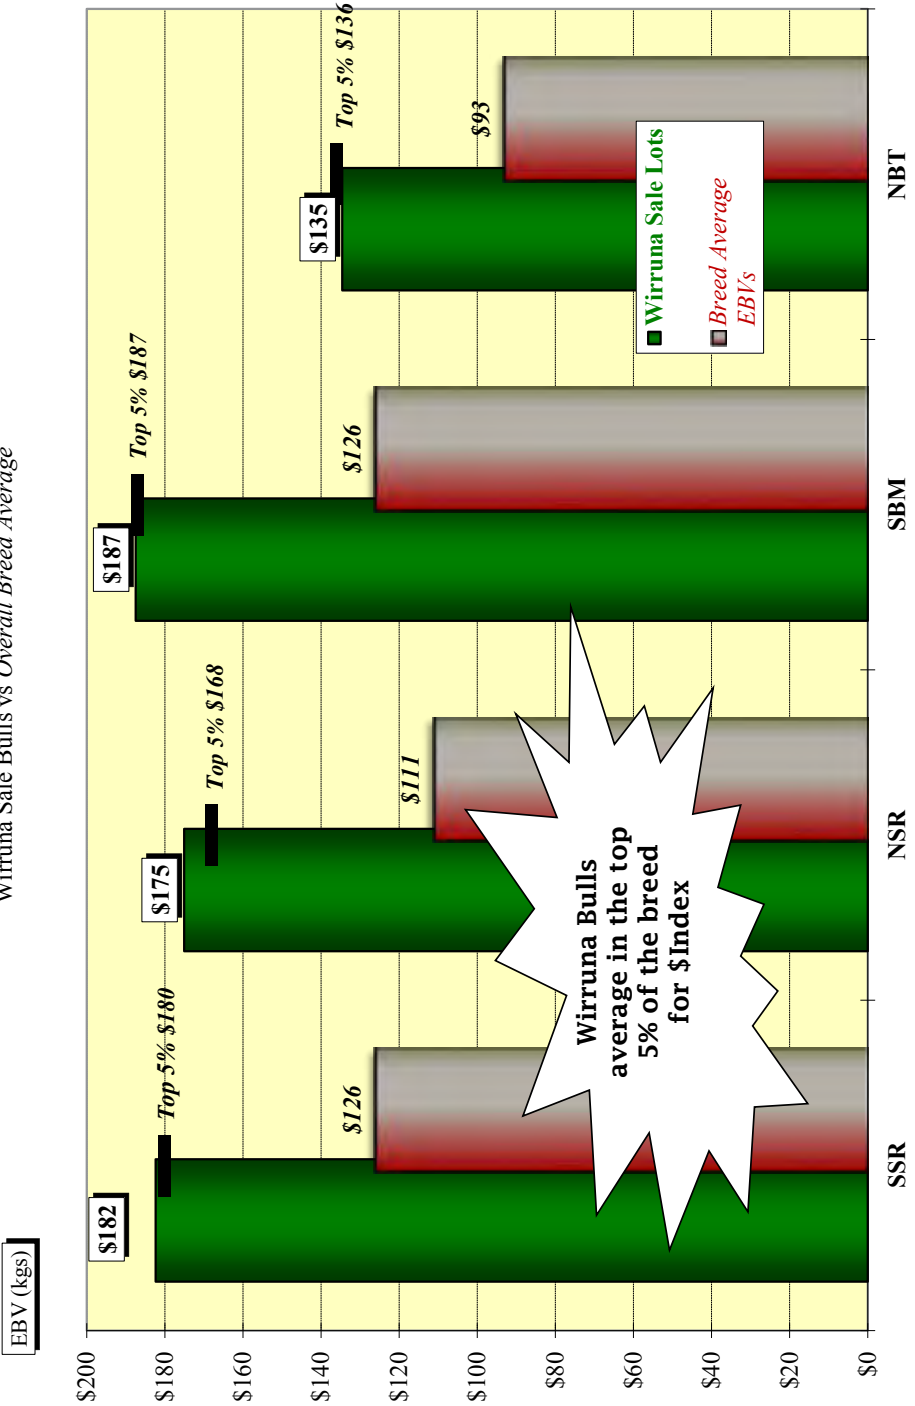 Wirruna Sale Bulls vs Overall Breed Average
EBV (kgs)
$200
$180
$160
$140
$120
$100
$80
$60
$40
$20
$0
$182
Top 5% $180
$126
$175
Top 5% $168
$111
$187
Top 5% $187
$126
$135
Top 5% $136
$93
Wirruna Bulls
average in the top
5% of the breed
for $Index
Wirruna Sale Lots
Breed Average
EBVs
SSR
NSR
SBM
NBT